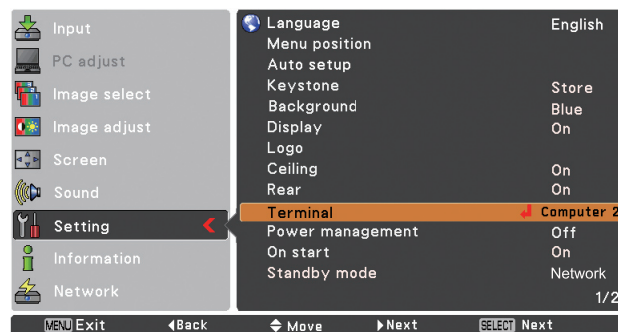 Input
PC adjust
Image select
Image adjust
Screen
Sound
Setting
Information
Network
Language English
Menu position
Auto setup
Keystone Store
Background Blue
Display On
Logo
Ceiling On
Rear On
Terminal Computer 2
Power management Off
On start On
Standby mode Network
1/2
MENU Exit Back Move Next SELECT Next